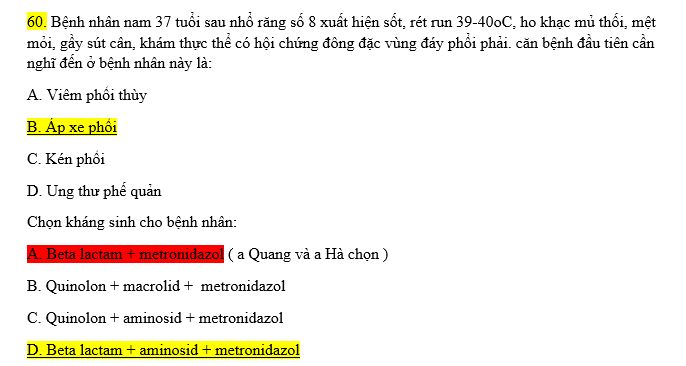 60. Bệnh nhân nam 37 tuổi sau nhổ răng số 8 xuất hiện sốt, rét run 39-40oC, ho khạc mủ thối, mệt
mỏi, gầy sút cân, khám thực thể có hội chứng đông đặc vùng đáy phổi phải. căn bệnh đầu tiên cần
nghĩ đến ở bệnh nhân này là:
A. Viêm phổi thùy
B. Áp xe phổi
C. Kén phổi
D. Ung thư phế quản
Chọn kháng sinh cho bệnh nhân:
A. Beta lactam + metronidazol ( a Quang và a Hà chọn )
B. Quinolon + macrolid + metronidazol
C. Quinolon + aminosid + metronidazol
D. Beta lactam + aminosid + metronidazol